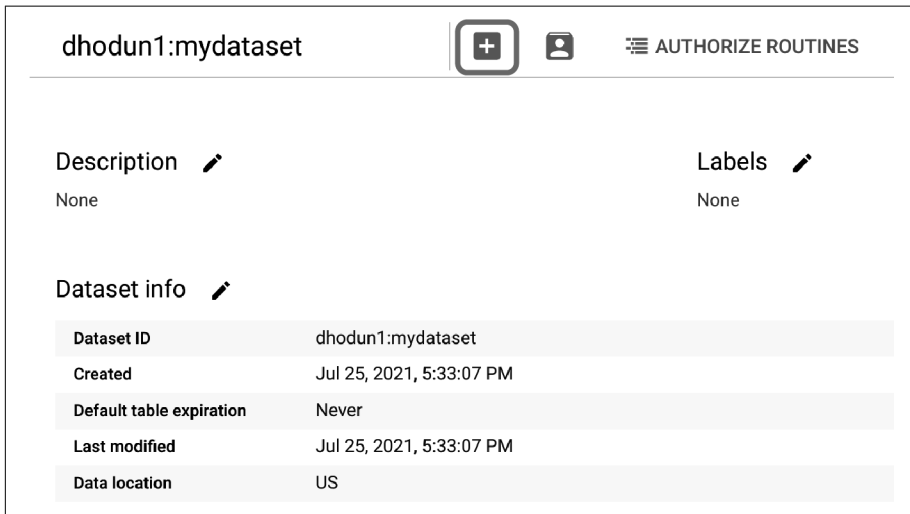 dhodun1:mydataset AUTHORIZE ROUTINES
Description Labels
None None
Dataset info
Dataset ID dhodun1:mydataset
Created Jul 25, 2021, 5:33:07 PM
Default table expiration Never
Last modified Jul 25, 2021, 5:33:07 PM
Data location US